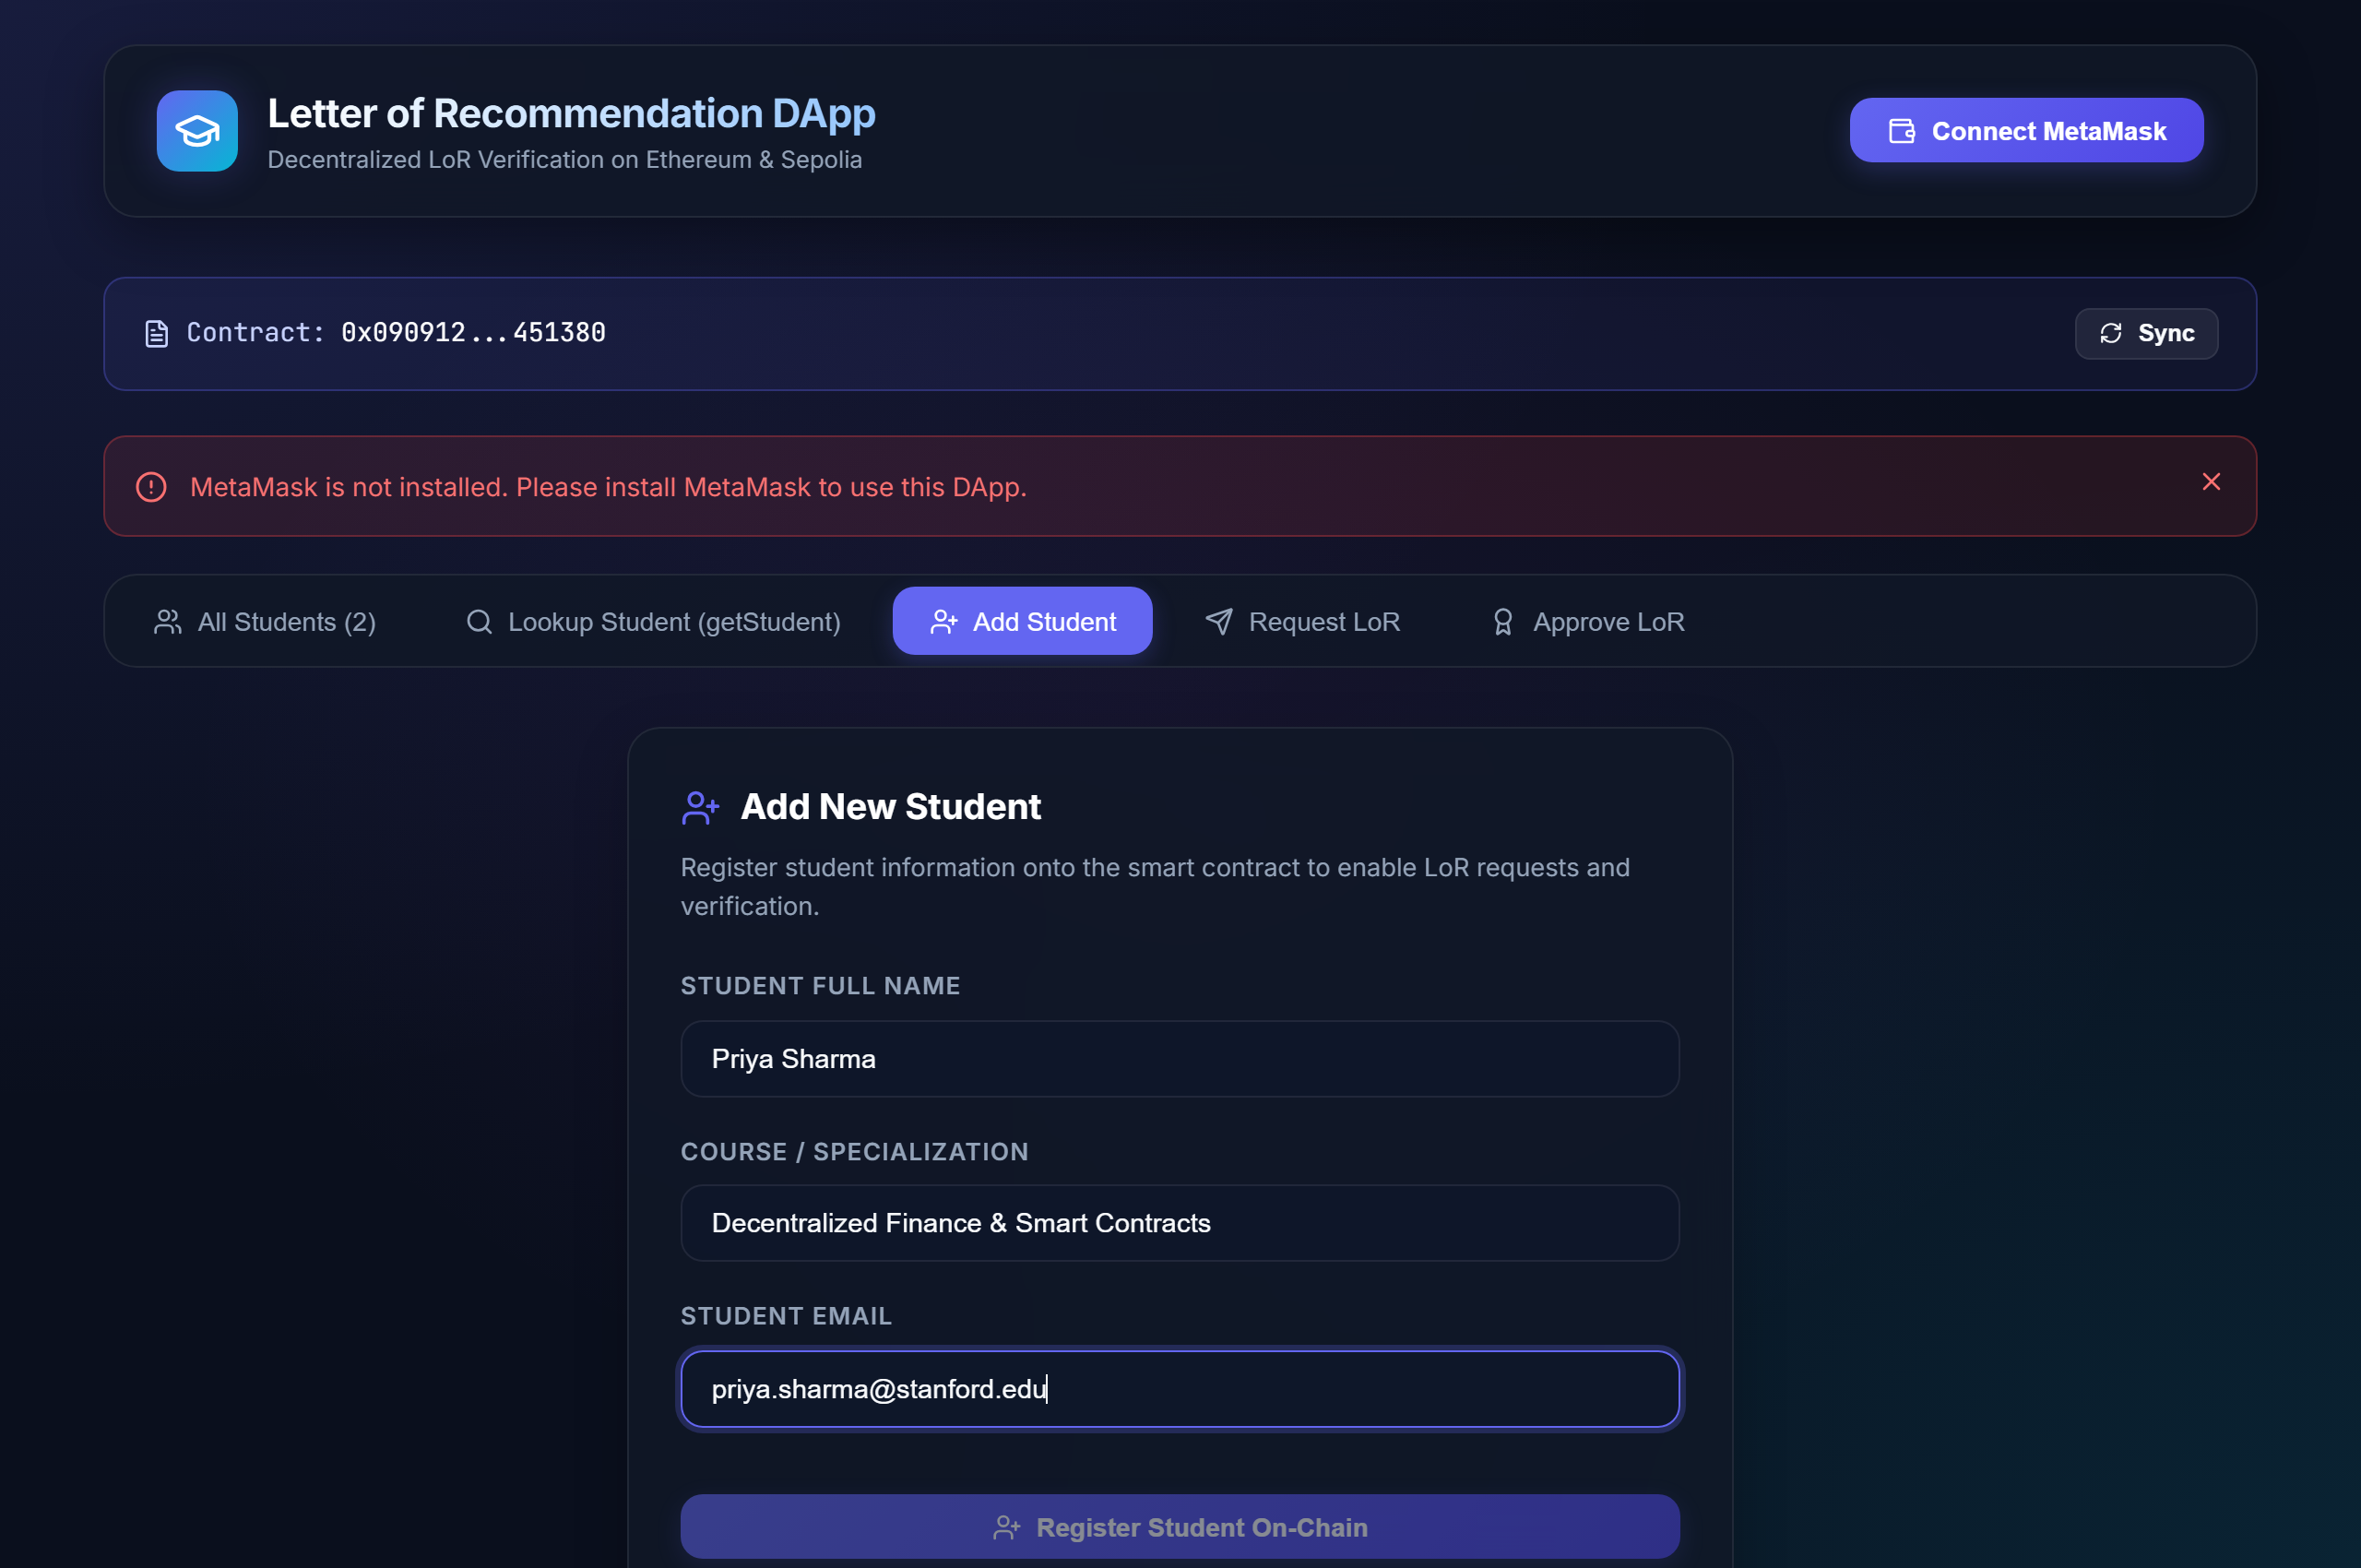 Letter of Recommendation DApp
Decentralized LoR Verification on Ethereum & Sepolia
Connect MetaMask
Contract: 0x090912...451380
Sync
MetaMask is not installed. Please install MetaMask to use this DApp.
All Students (2)
Lookup Student (getStudent)
Add Student
Request LoR
Approve LoR
Add New Student
Register student information onto the smart contract to enable LoR requests and
verification.
STUDENT FULL NAME
Priya Sharma
COURSE / SPECIALIZATION
Decentralized Finance & Smart Contracts
STUDENT EMAIL
priya.sharma@stanford.edu
Register Student On-Chain